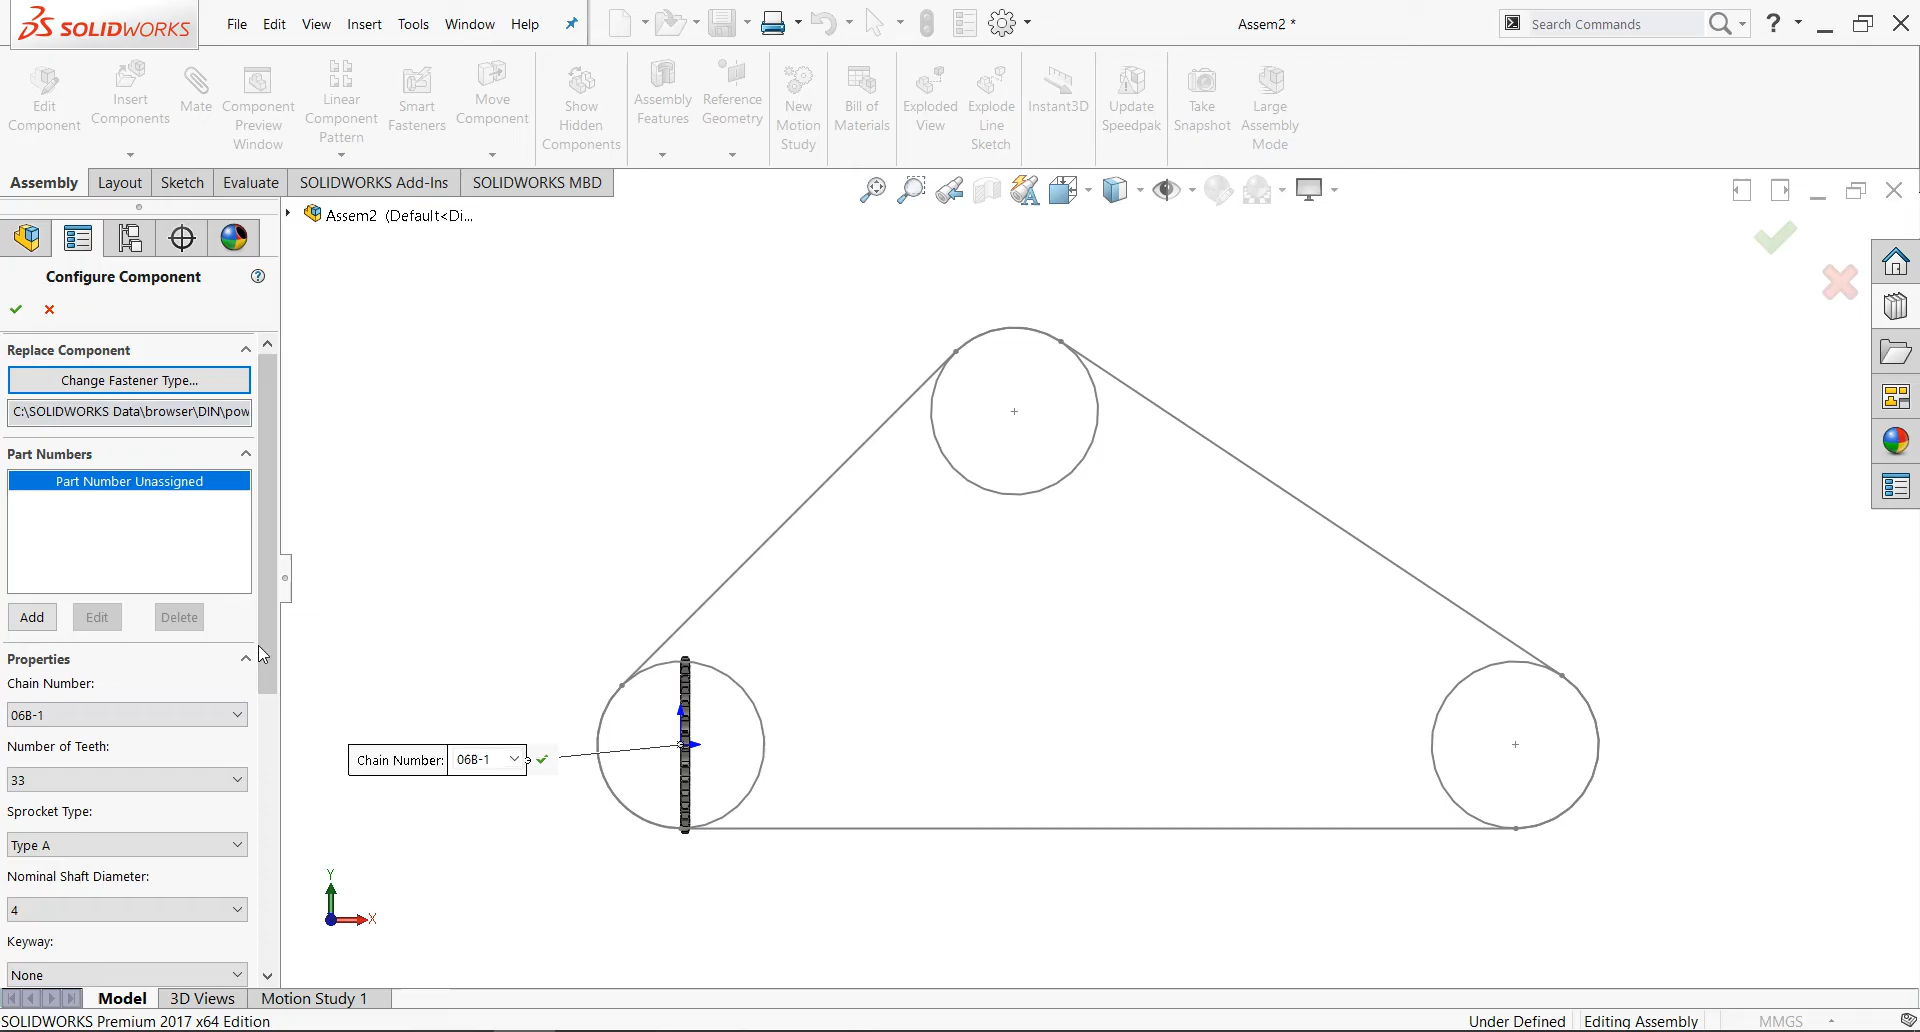 SOLIDWORKS
File Edit View Insert Tools Window Help
Assem2 *
Search Commands
?
Edit Component
Insert Components
Mate
Component Preview Window
Linear Component Pattern
Smart Fasteners
Move Component
Show Hidden Components
Assembly Features
Reference Geometry
New Motion Study
Bill of Materials
Exploded View
Explode Line Sketch
Instant3D
Update Speedpak
Take Snapshot
Large Assembly Mode
Assembly Layout Sketch Evaluate SOLIDWORKS Add-Ins SOLIDWORKS MBD
Assem2 (Default<Di...
Configure Component
?
Replace Component
Change Fastener Type...
C:\SOLIDWORKS Data\browser\DIN\pow
Part Numbers
Part Number Unassigned
Add Edit Delete
Properties
Chain Number:
06B-1
Number of Teeth:
33
Sprocket Type:
Type A
Nominal Shaft Diameter:
4
Keyway:
None
Chain Number: 06B-1
Y
X
Model 3D Views Motion Study 1
SOLIDWORKS Premium 2017 x64 Edition
Under Defined Editing Assembly MMGS